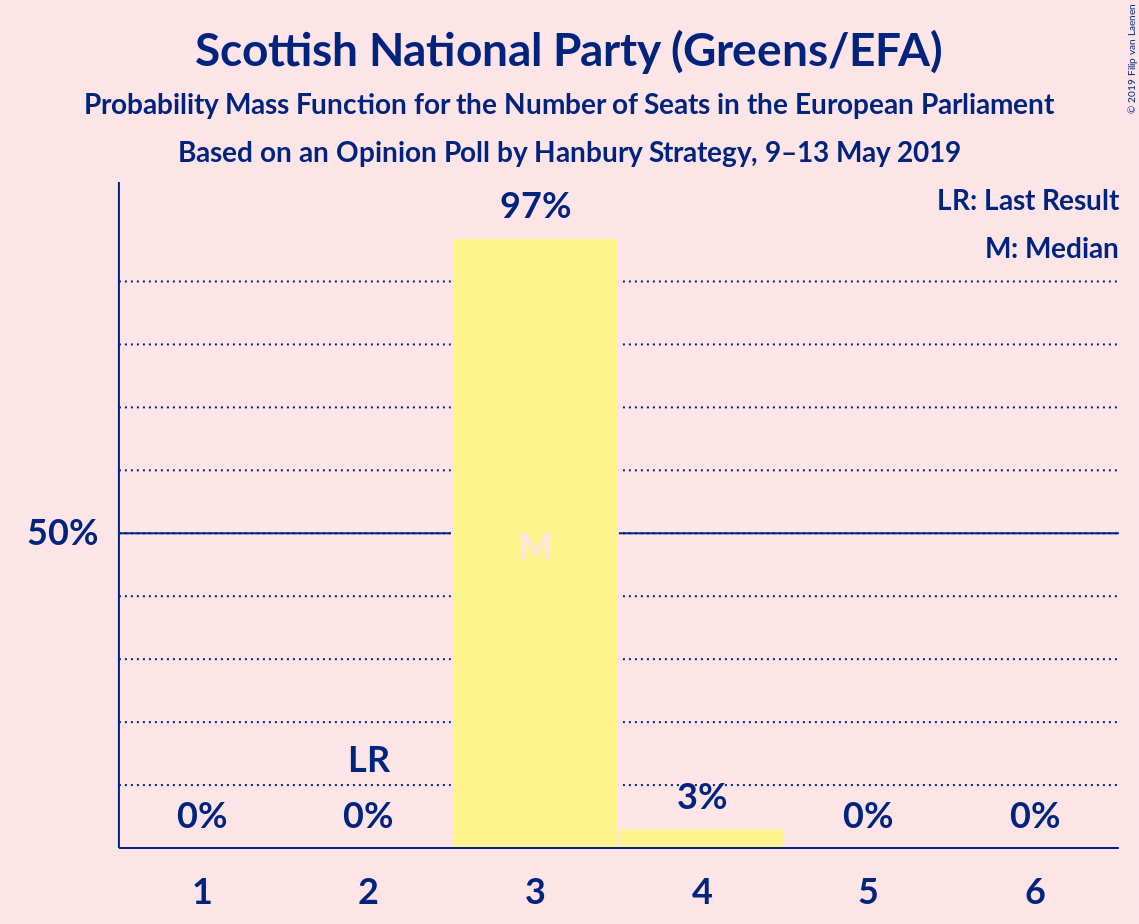 Scottish National Party (Greens/EFA)
Probability Mass Function for the Number of Seats in the European Parliament
Based on an Opinion Poll by Hanbury Strategy, 9–13 May 2019
© 2019 Filip van Laenen
LR: Last Result
M: Median
97%
50%
M
LR
0%
0%
3%
0%
0%
1
2
3
4
5
6